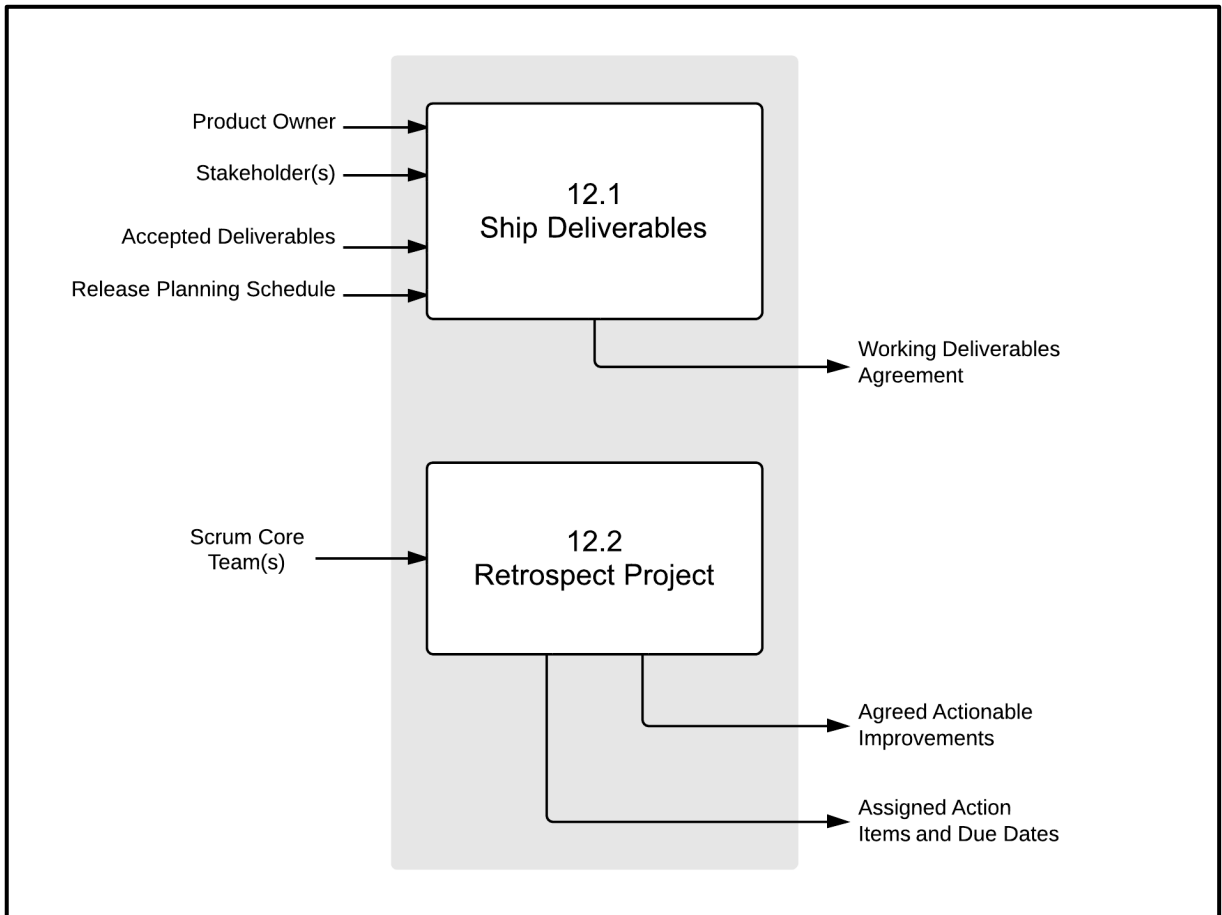 Product Owner
Stakeholder(s)
Accepted Deliverables
Release Planning Schedule
12.1
Ship Deliverables
Working Deliverables
Agreement
Scrum Core
Team(s)
12.2
Retrospect Project
Agreed Actionable
Improvements
Assigned Action
Items and Due Dates